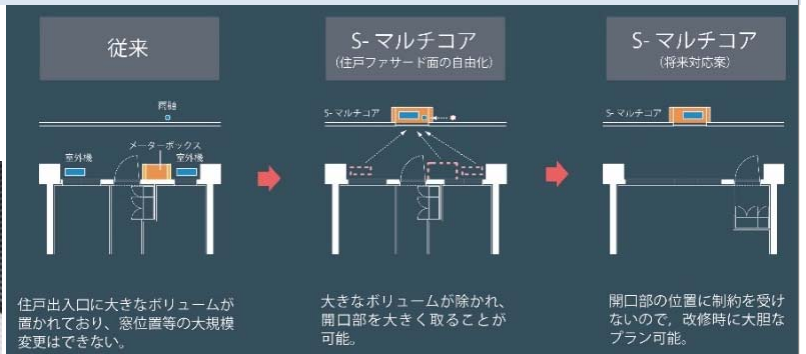 従来
S-マルチコア
(住戸ファサード面の自由化)
S-マルチコア
(将来対応案)
雨樋
メーターボックス
室外機
室外機
S-マルチコア
S-マルチコア
住戸出入口に大きなボリュームが
置かれており、窓位置等の大規模
変更はできない。
大きなボリュームが除かれ、
開口部を大きく取ることが
可能。
開口部の位置に制約を受け
ないので，改修時に大胆な
プラン可能。